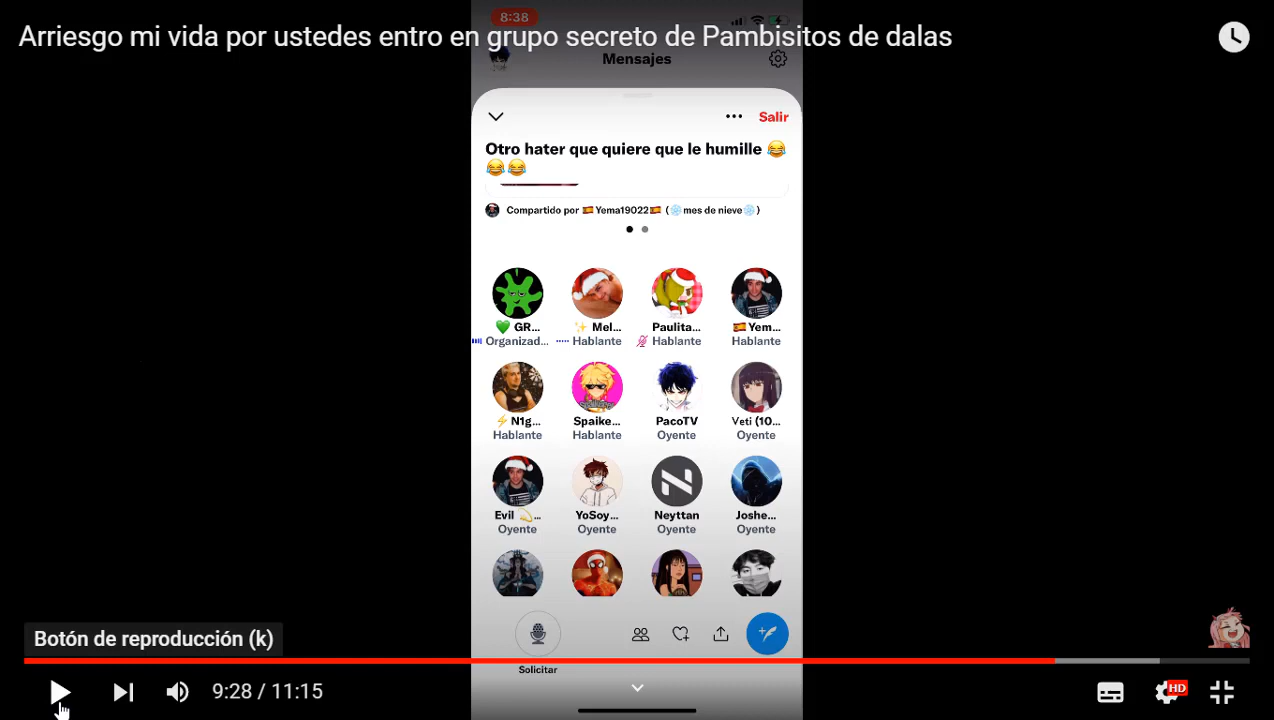 8:38
Arriesgo mi vida por ustedes entro en grupo secreto de Pambisitos de dalas
Mensajes
Salir
Otro hater que quiere que le humille 😂
😂😂
Compartido por 🇪🇸Yema19022🇪🇸 (❄️mes de nieve❄️)
💚 GR... ✨ Mel... Paulita... 🇪🇸Yem...
Organizad... Hablante Hablante Hablante
⚡N1g... Spaike... PacoTV Veti (10...
Hablante Hablante Oyente Oyente
Evil 💫... YoSoy... Neyttan Joshe...
Oyente Oyente Oyente Oyente
Botón de reproducción (k)
Solicitar
9:28 / 11:15
HD